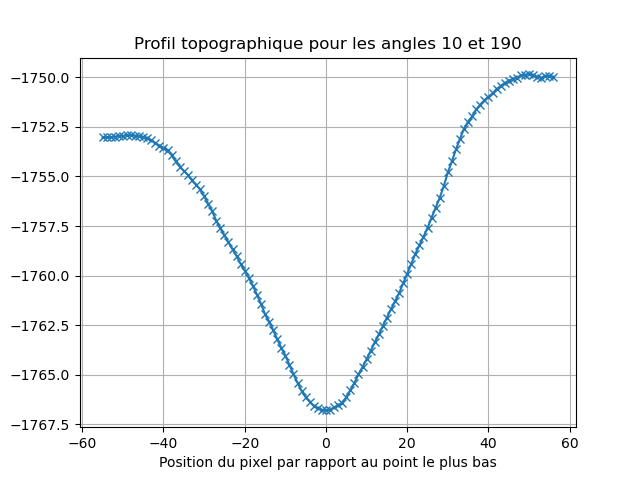 Profil topographique pour les angles 10 et 190
−1750.0
−1752.5
−1755.0
−1757.5
−1760.0
−1762.5
−1765.0
−1767.5
−60 −40 −20 0 20 40 60
Position du pixel par rapport au point le plus bas